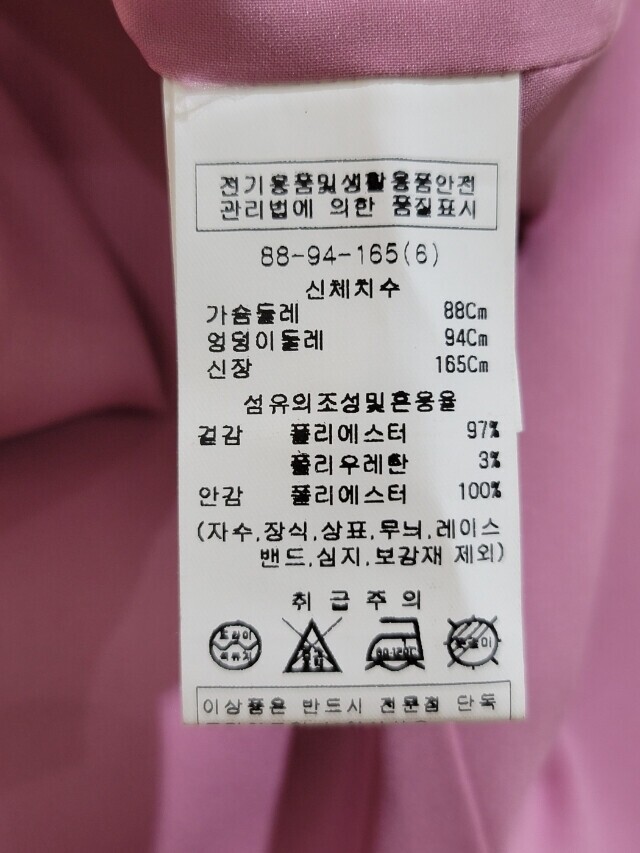 전기용품및생활용품안전
관리법에 의한 품질표시
88-94-165(6)
신체치수
가슴둘레 88Cm
엉덩이둘레 94Cm
신장 165Cm
섬유의조성및혼용율
겉감 폴리에스터 97%
폴리우레탄 3%
안감 폴리에스터 100%
(자수,장식,상표,무늬,레이스
밴드,심지,보강재 제외)
취급주의
드라이
80-120℃
이상품은 반드시 전문점 단독